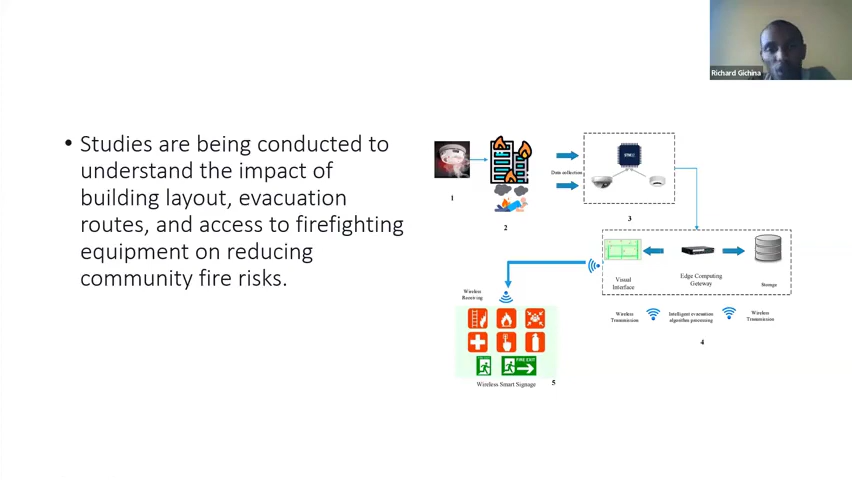 Richard Gichina
• Studies are being conducted to
understand the impact of
building layout, evacuation
routes, and access to firefighting
equipment on reducing
community fire risks.
1
2
Data collection
3
Visual
Interface
Edge Computing
Geteway
Storage
Wireless
Transmission
Intelligent evacuation
algorithm processing
Wireless
Transmission
4
Wireless
Receiving
FIRE EXIT
Wireless Smart Signage
5